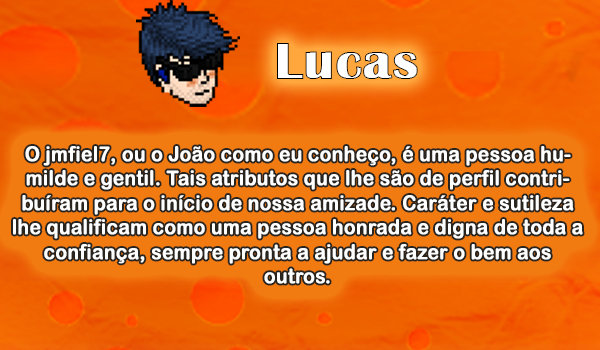 Lucas
O jmfiel7, ou o João como eu conheço, é uma pessoa hu-
milde e gentil. Tais atributos que lhe são de perfil contri-
buíram para o início de nossa amizade. Caráter e sutileza
lhe qualificam como uma pessoa honrada e digna de toda a
confiança, sempre pronta a ajudar e fazer o bem aos
outros.